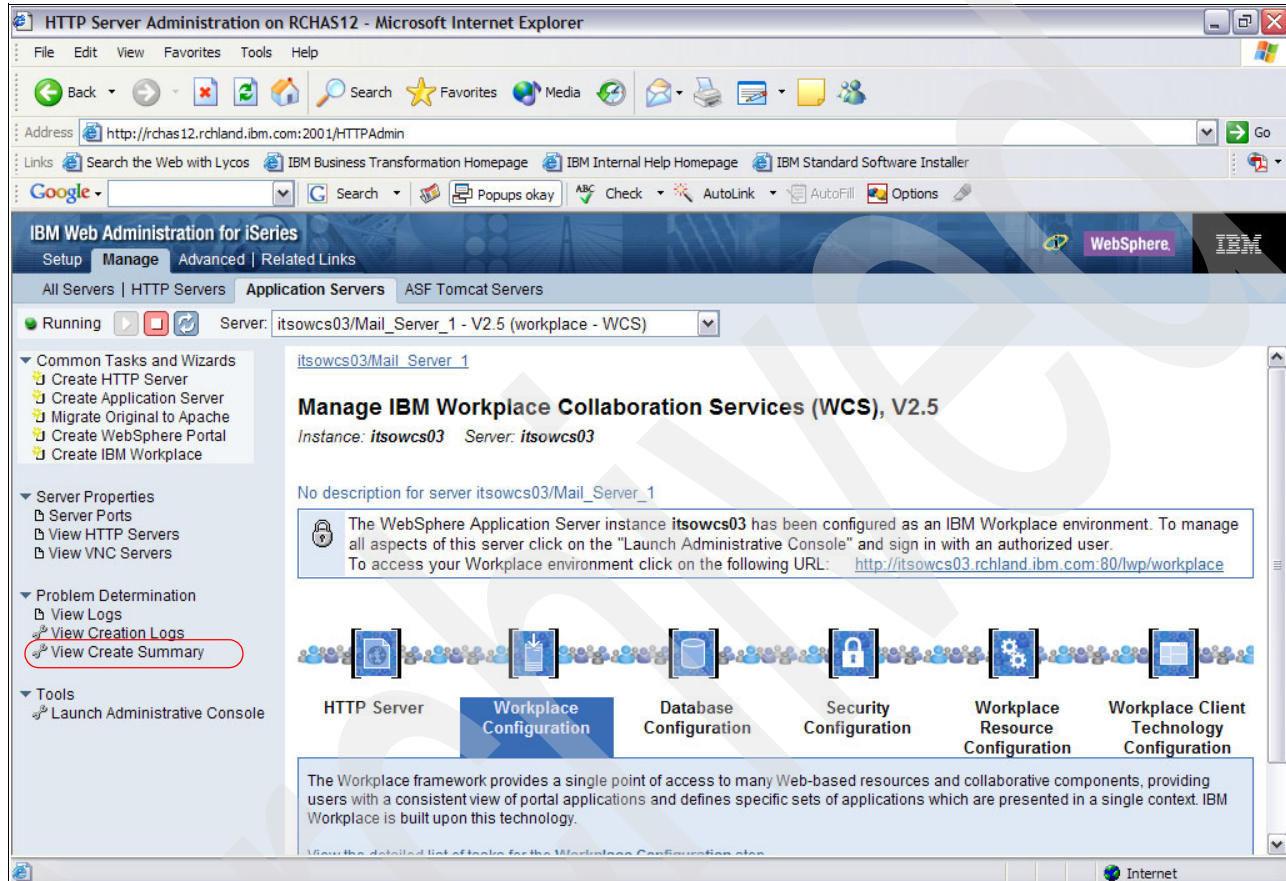 HTTP Server Administration on RCHAS12 - Microsoft Internet Explorer
File Edit View Favorites Tools Help
Back Search Favorites Media
Address http://rchas12.rchland.ibm.com:2001/HTTPAdmin Go
Links Search the Web with Lycos IBM Business Transformation Homepage IBM Internal Help Homepage IBM Standard Software Installer
Google Search Popups okay ABC Check AutoLink AutoFill Options
IBM Web Administration for iSeries
WebSphere. IBM
Setup Manage Advanced | Related Links
All Servers | HTTP Servers Application Servers ASF Tomcat Servers
Running Server: itsowcs03/Mail_Server_1 - V2.5 (workplace - WCS)
Common Tasks and Wizards
Create HTTP Server
Create Application Server
Migrate Original to Apache
Create WebSphere Portal
Create IBM Workplace
Server Properties
Server Ports
View HTTP Servers
View VNC Servers
Problem Determination
View Logs
View Creation Logs
View Create Summary
Tools
Launch Administrative Console
itsowcs03/Mail_Server_1
Manage IBM Workplace Collaboration Services (WCS), V2.5
Instance: itsowcs03 Server: itsowcs03
No description for server itsowcs03/Mail_Server_1
The WebSphere Application Server instance itsowcs03 has been configured as an IBM Workplace environment. To manage
all aspects of this server click on the "Launch Administrative Console" and sign in with an authorized user.
To access your Workplace environment click on the following URL: http://itsowcs03.rchland.ibm.com:80/lwp/workplace
HTTP Server
Workplace
Configuration
Database
Configuration
Security
Configuration
Workplace
Resource
Configuration
Workplace Client
Technology
Configuration
The Workplace framework provides a single point of access to many Web-based resources and collaborative components, providing
users with a consistent view of portal applications and defines specific sets of applications which are presented in a single context. IBM
Workplace is built upon this technology.
View the detailed list of tasks for the Workplace Configuration step
Internet